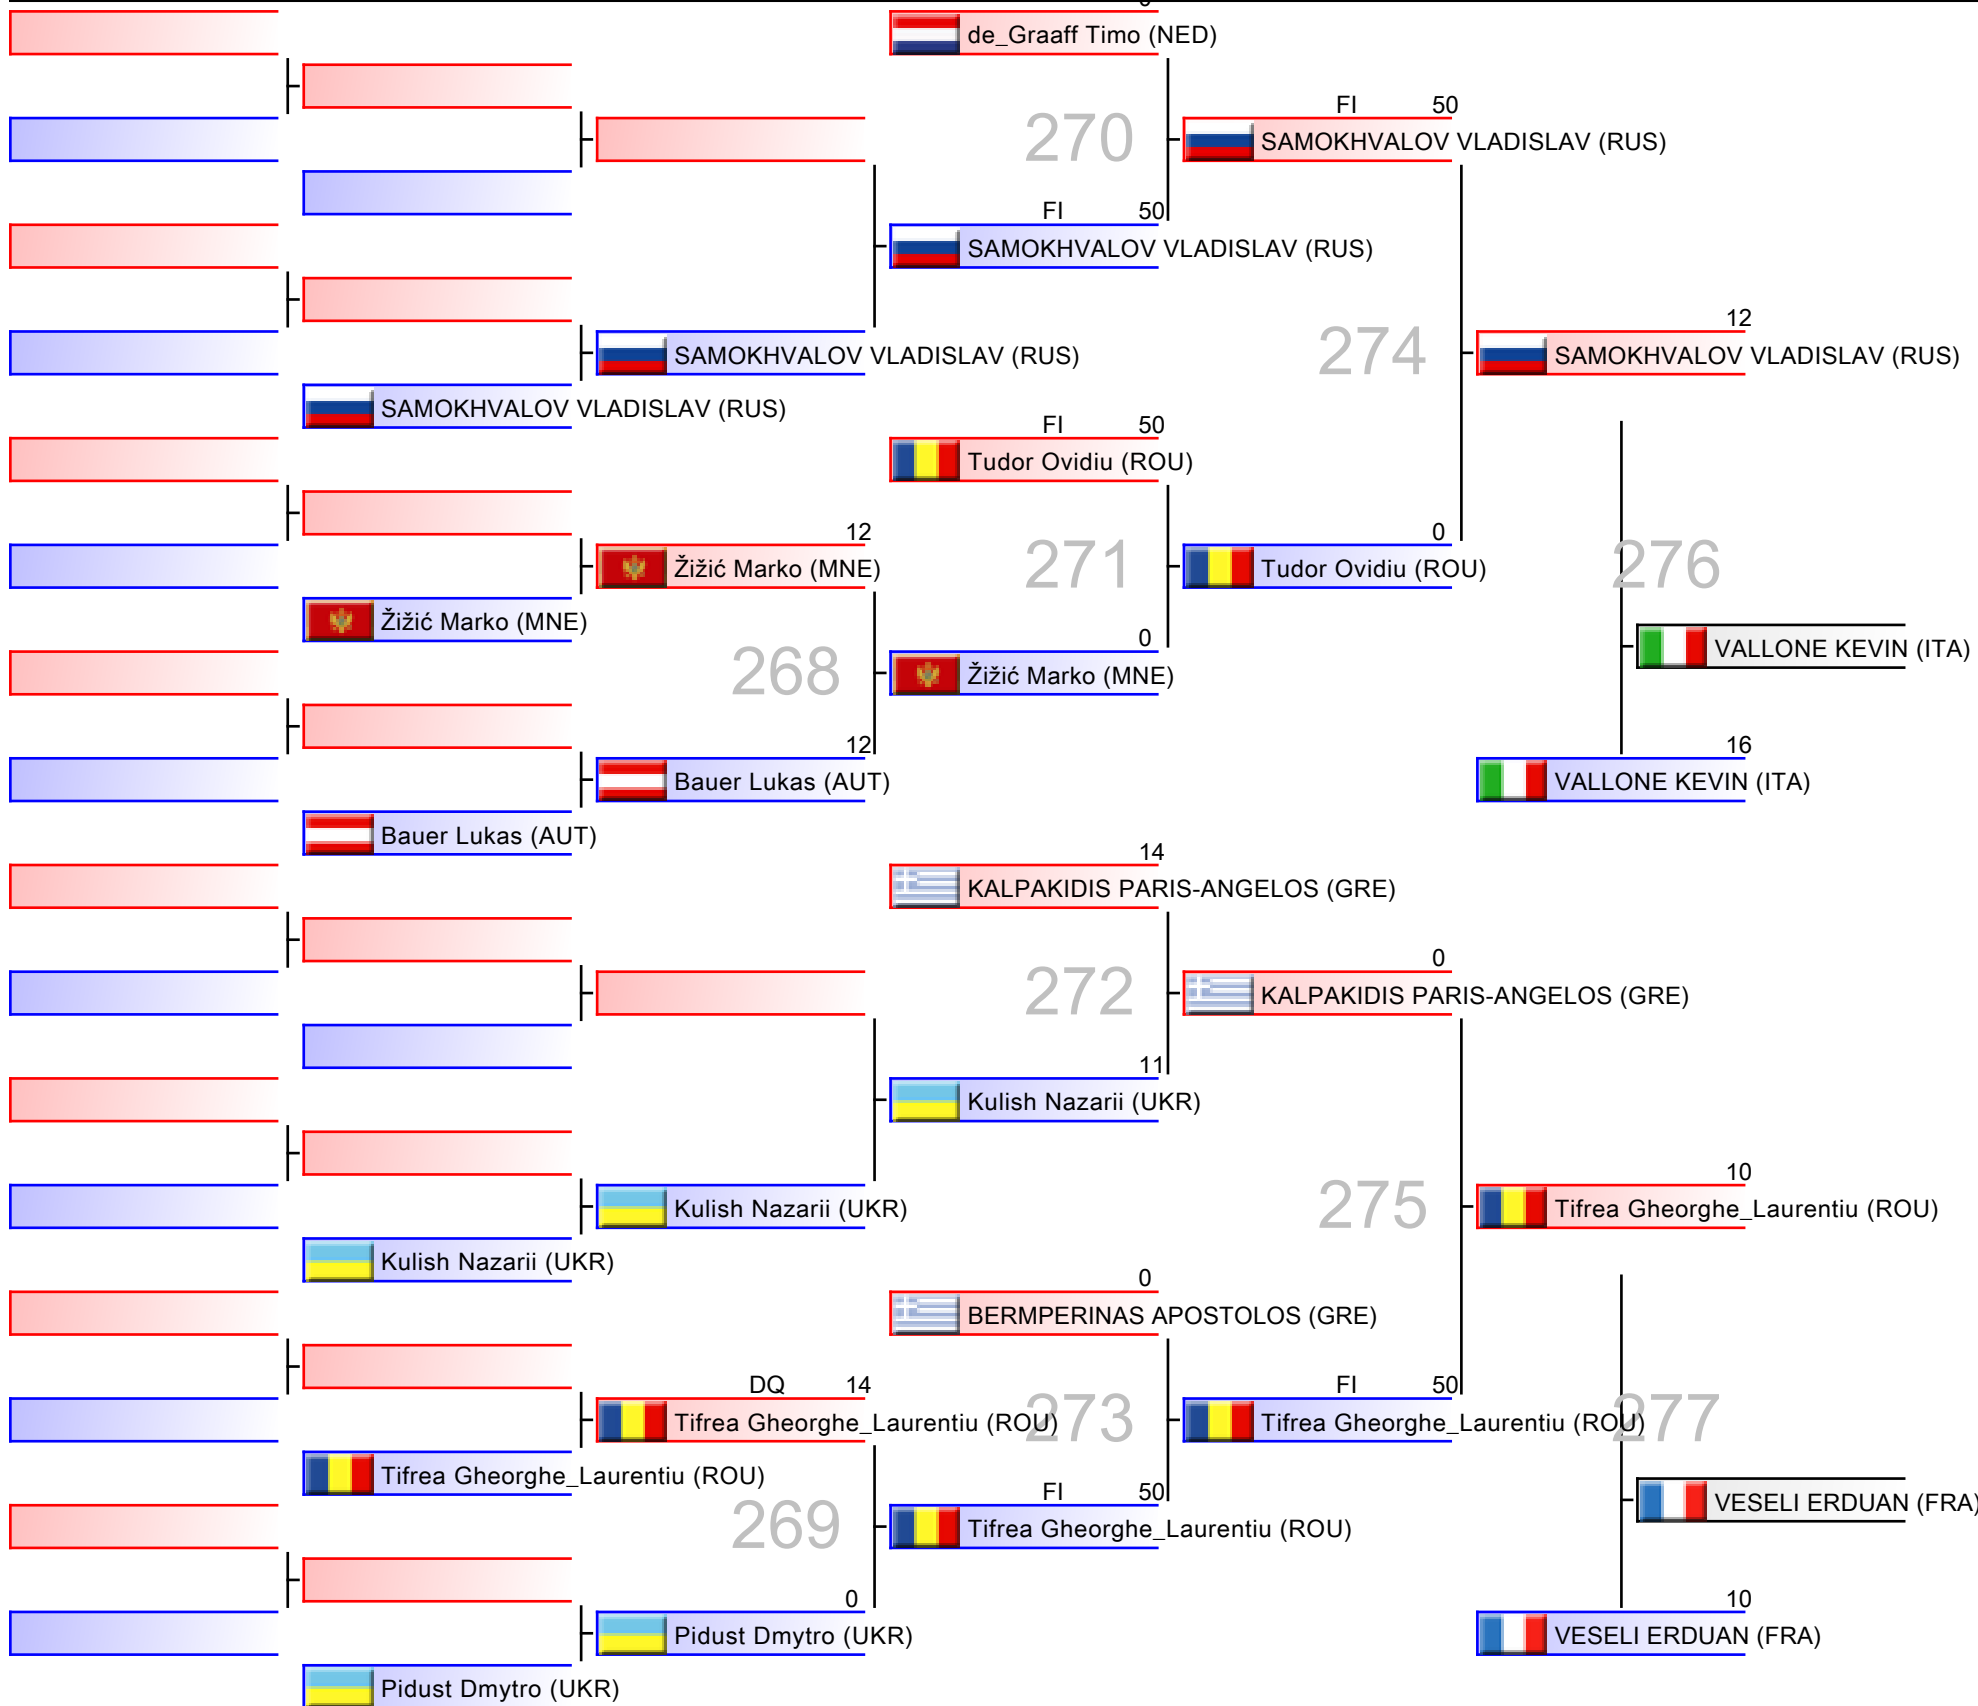 de_Graaff Timo (NED)
FI 50
270
SAMOKHVALOV VLADISLAV (RUS)
FI 50
SAMOKHVALOV VLADISLAV (RUS)
12
SAMOKHVALOV VLADISLAV (RUS)
274
SAMOKHVALOV VLADISLAV (RUS)
SAMOKHVALOV VLADISLAV (RUS)
FI 50
Tudor Ovidiu (ROU)
12
Žižić Marko (MNE)
271
0
Tudor Ovidiu (ROU)
276
Žižić Marko (MNE)
0
Žižić Marko (MNE)
VALLONE KEVIN (ITA)
268
12
Bauer Lukas (AUT)
16
VALLONE KEVIN (ITA)
Bauer Lukas (AUT)
14
KALPAKIDIS PARIS-ANGELOS (GRE)
272
0
KALPAKIDIS PARIS-ANGELOS (GRE)
11
Kulish Nazarii (UKR)
Kulish Nazarii (UKR)
275
10
Tifrea Gheorghe_Laurentiu (ROU)
Kulish Nazarii (UKR)
0
BERMPERINAS APOSTOLOS (GRE)
DQ 14
Tifrea Gheorghe_Laurentiu (ROU)
273
FI 50
Tifrea Gheorghe_Laurentiu (ROU)
277
Tifrea Gheorghe_Laurentiu (ROU)
FI 50
Tifrea Gheorghe_Laurentiu (ROU)
VESELI ERDUAN (FRA)
269
0
Pidust Dmytro (UKR)
10
VESELI ERDUAN (FRA)
Pidust Dmytro (UKR)